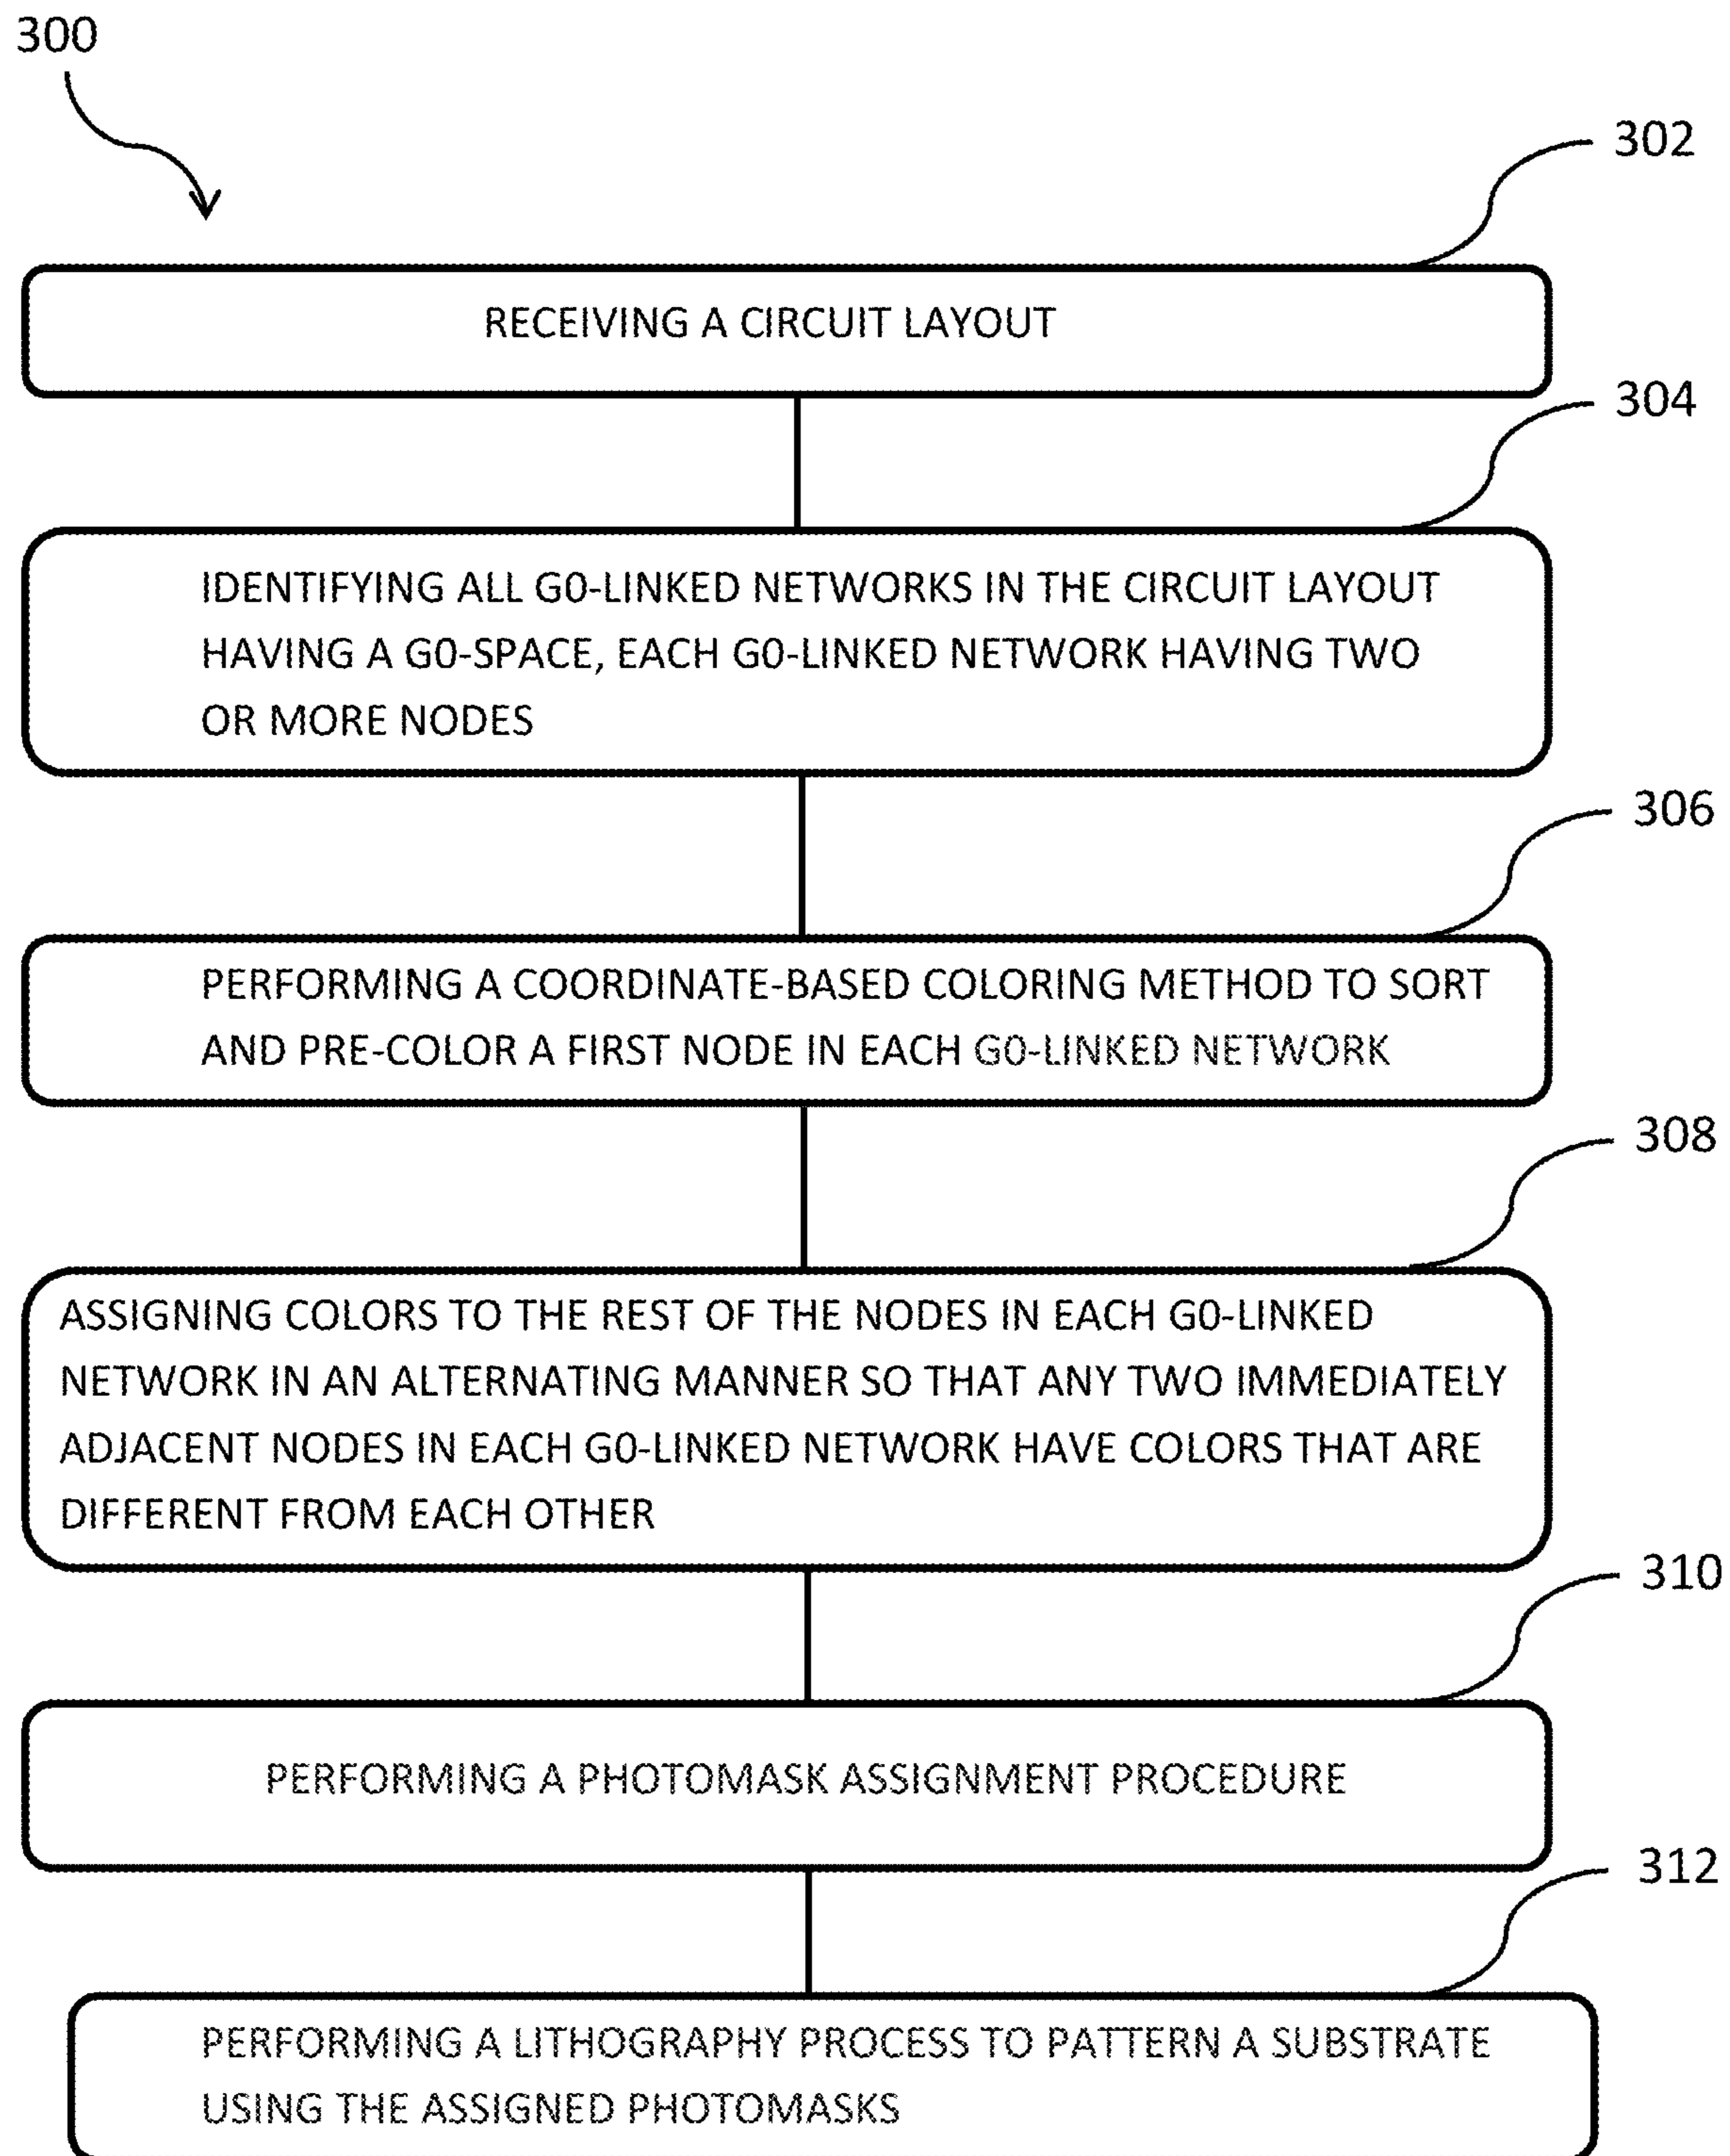 300
302
RECEIVING A CIRCUIT LAYOUT
304
IDENTIFYING ALL G0-LINKED NETWORKS IN THE CIRCUIT LAYOUT
HAVING A G0-SPACE, EACH G0-LINKED NETWORK HAVING TWO
OR MORE NODES
306
PERFORMING A COORDINATE-BASED COLORING METHOD TO SORT
AND PRE-COLOR A FIRST NODE IN EACH G0-LINKED NETWORK
308
ASSIGNING COLORS TO THE REST OF THE NODES IN EACH G0-LINKED
NETWORK IN AN ALTERNATING MANNER SO THAT ANY TWO IMMEDIATELY
ADJACENT NODES IN EACH G0-LINKED NETWORK HAVE COLORS THAT ARE
DIFFERENT FROM EACH OTHER
310
PERFORMING A PHOTOMASK ASSIGNMENT PROCEDURE
312
PERFORMING A LITHOGRAPHY PROCESS TO PATTERN A SUBSTRATE
USING THE ASSIGNED PHOTOMASKS